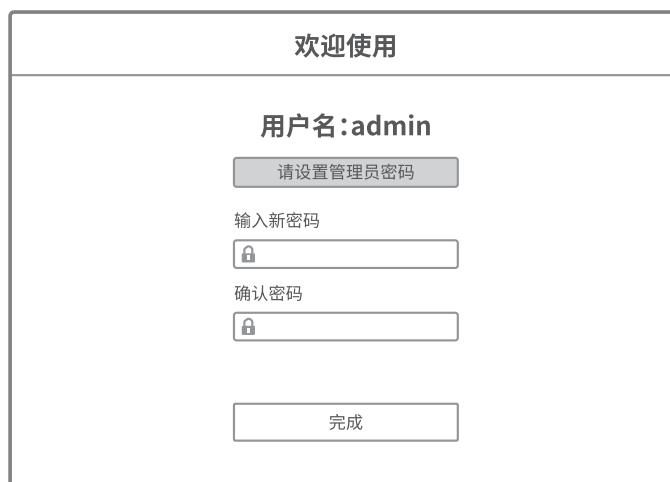 欢迎使用
用户名:admin
请设置管理员密码
输入新密码
确认密码
完成